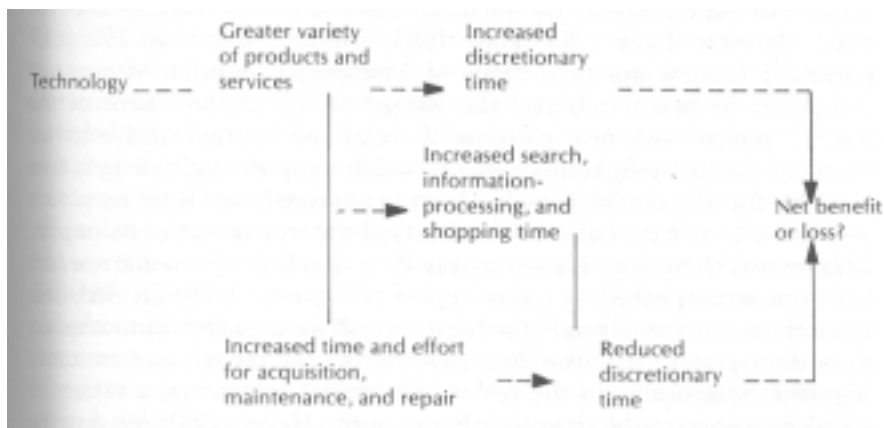 Technology
Greater variety
of products and
services
Increased
discretionary
time
Increased search,
information-
processing, and
shopping time
Net benefit
or loss?
Increased time and effort
for acquisition,
maintenance, and repair
Reduced
discretionary
time